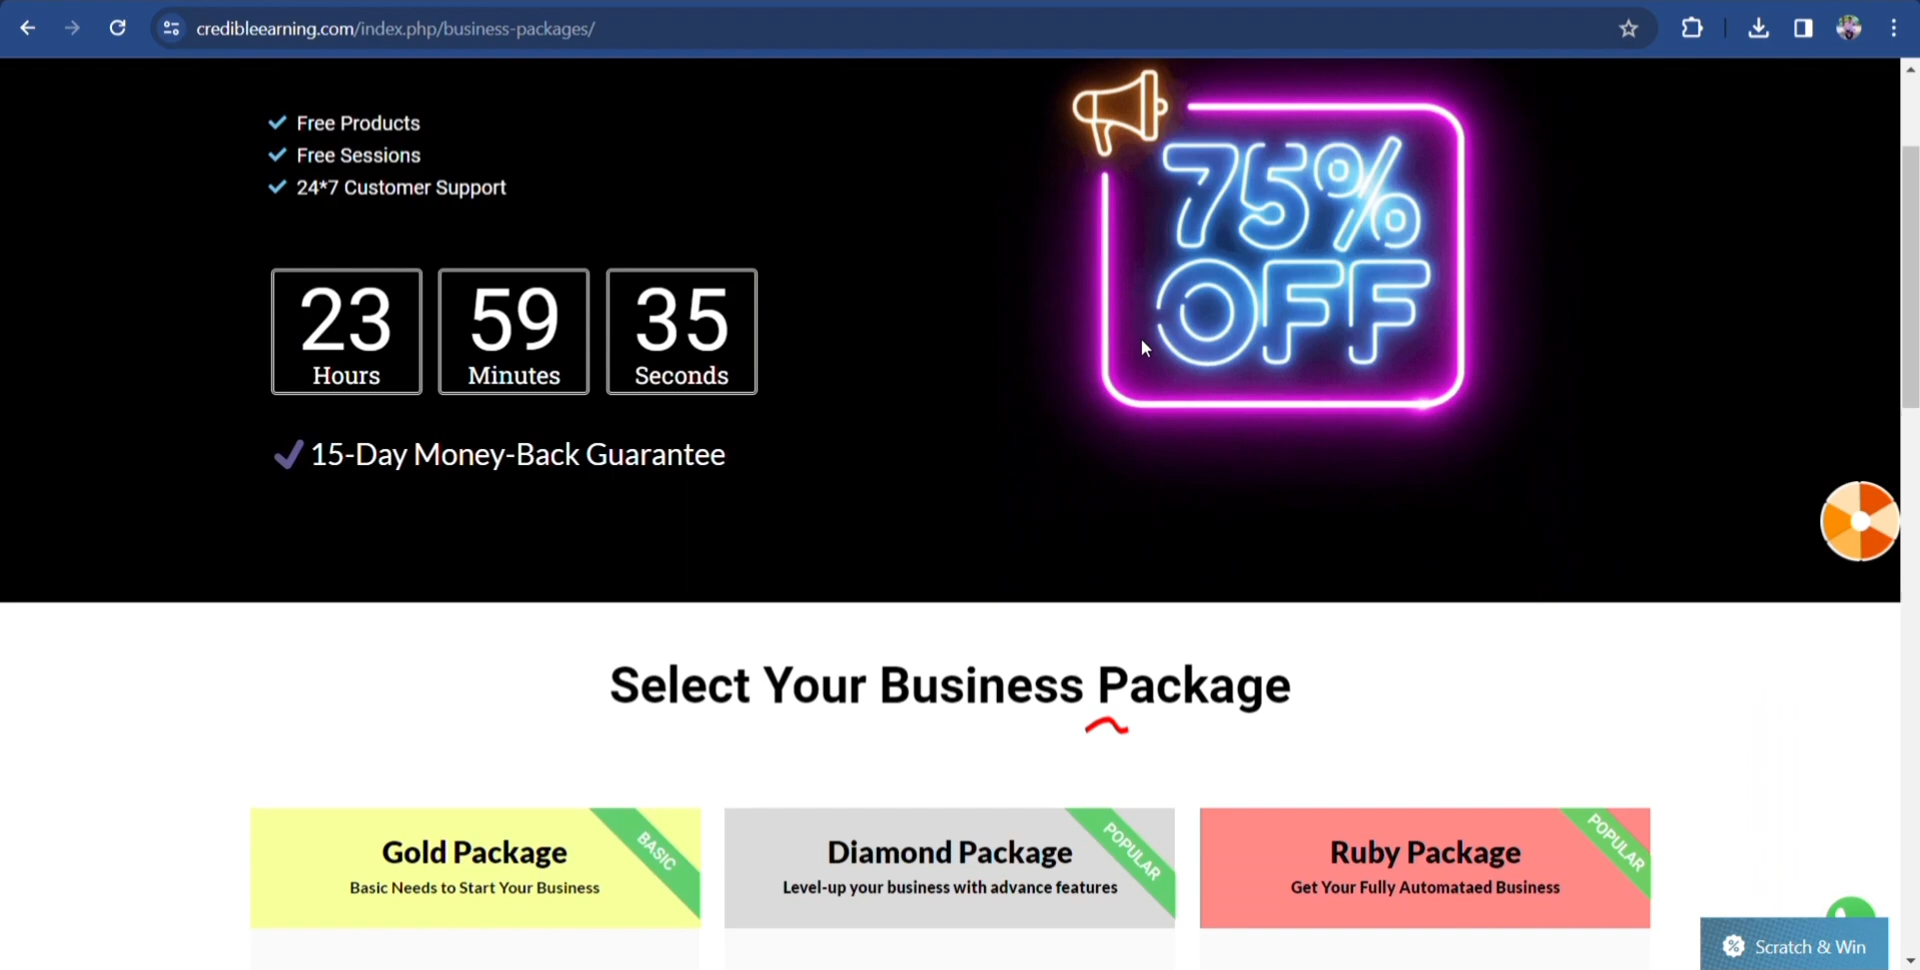 credibleearning.com/index.php/business-packages/
Free Products
Free Sessions
24*7 Customer Support
75%
OFF
23
Hours
59
Minutes
35
Seconds
15-Day Money-Back Guarantee
Select Your Business Package
Gold Package
BASIC
Basic Needs to Start Your Business
Diamond Package
POPULAR
Level-up your business with advance features
Ruby Package
POPULAR
Get Your Fully Automataed Business
Scratch & Win